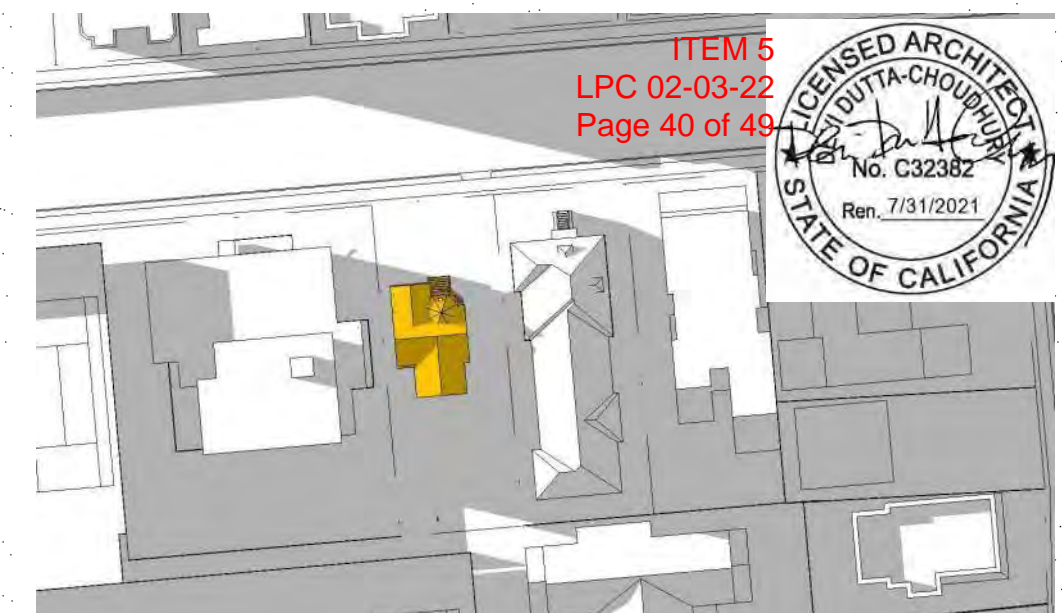 ITEM 5
LPC 02-03-22
Page 40 of 49
LICENSED ARCHITECT
DUTTA-CHOUDHURY
No. C32382
Ren. 7/31/2021
STATE OF CALIFORNIA